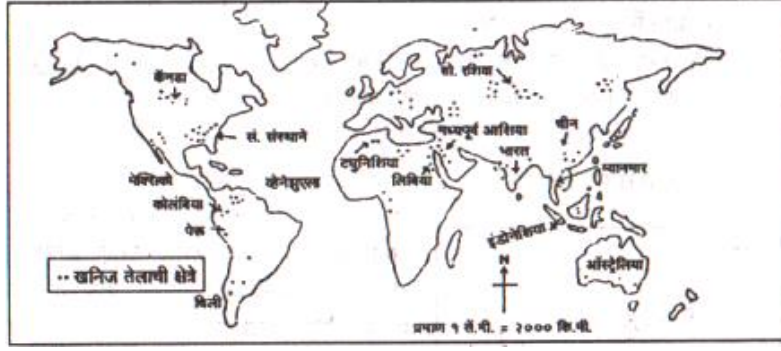 कॅनडा
सो. रशिया
सं. संस्थाने
मध्यपूर्व आशिया
चीन
भारत
ट्युनिशिया
लिबिया
म्यानमार
मेक्सिको
व्हेनेझुएला
कोलंबिया
पेरू
इंडोनेशिया
ऑस्ट्रेलिया
खनिज तेलाची क्षेत्रे
N
चिली
प्रमाण १ सें.मी. = २००० कि.मी.